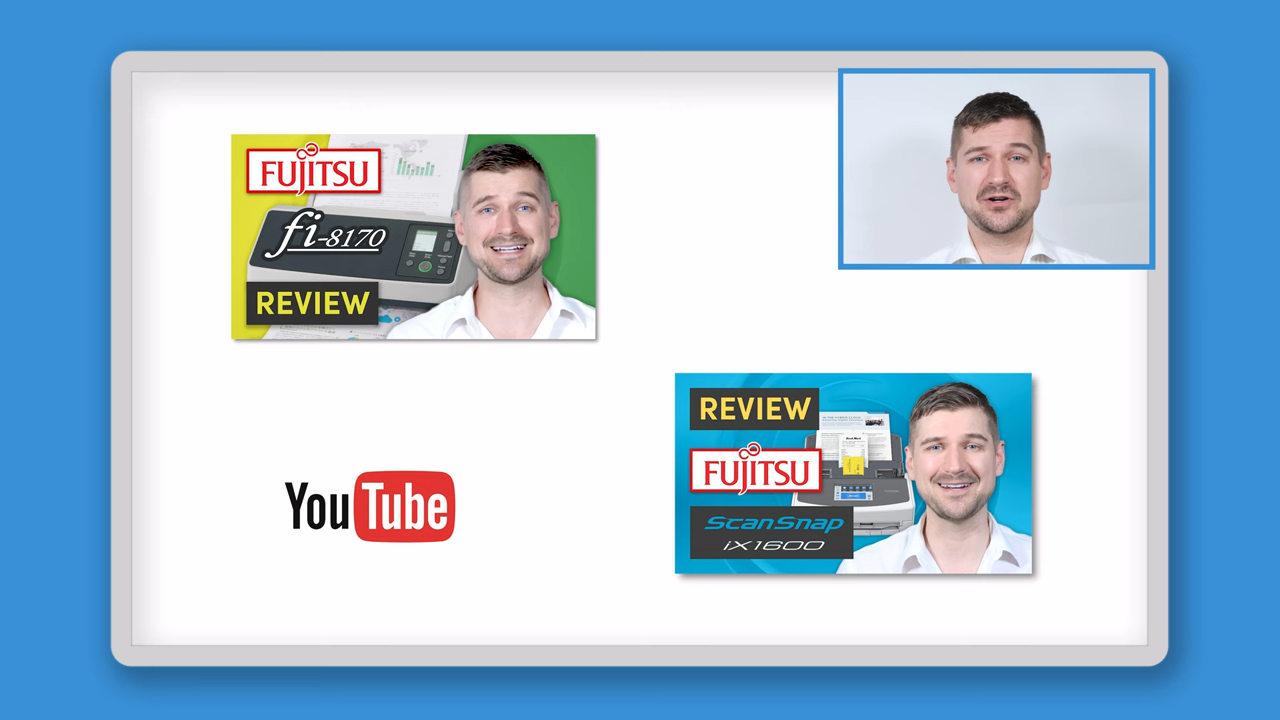 FUJITSU
fi-8170
REVIEW
REVIEW
FUJITSU
ScanSnap
iX1600
YouTube